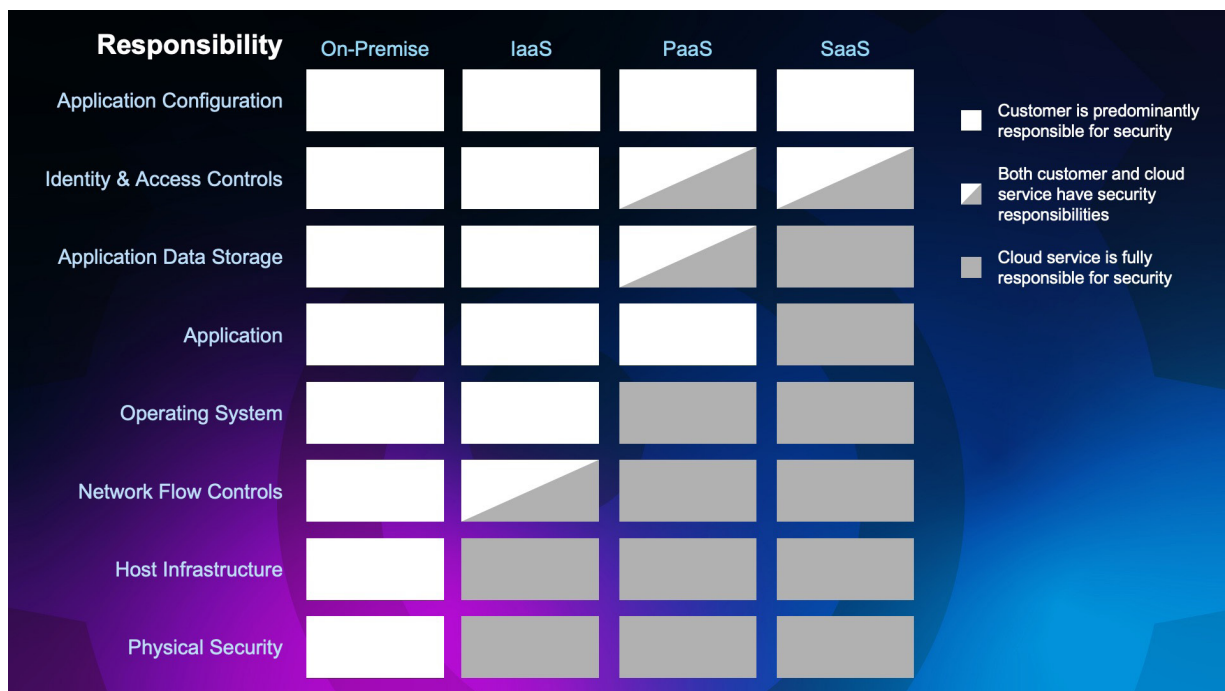 Responsibility
On-Premise
IaaS
PaaS
SaaS
Application Configuration
Identity & Access Controls
Application Data Storage
Application
Operating System
Network Flow Controls
Host Infrastructure
Physical Security
Customer is predominantly
responsible for security
Both customer and cloud
service have security
responsibilities
Cloud service is fully
responsible for security